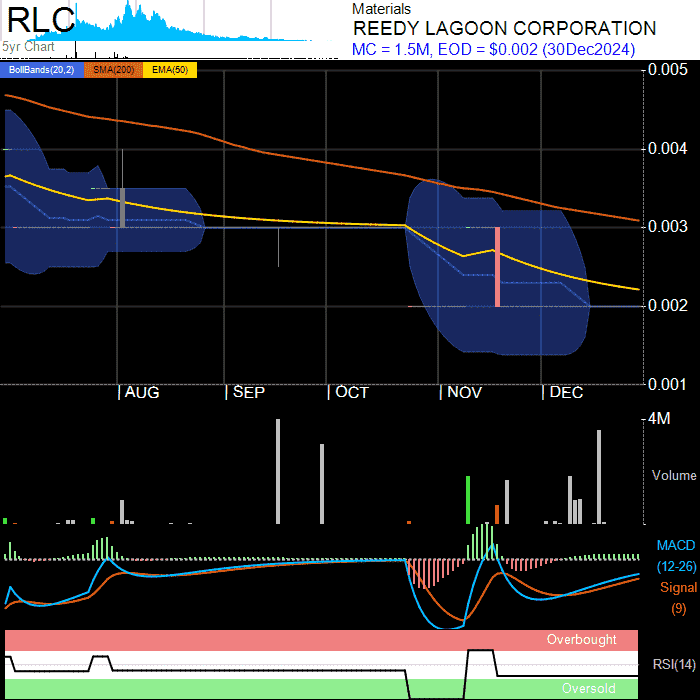 RLC
5yr Chart
Materials
REEDY LAGOON CORPORATION
MC = 1.5M, EOD = $0.002 (30Dec2024)
BollBands(20,2) SMA(200) EMA(50)
0.005
0.004
0.003
0.002
0.001
AUG SEP OCT NOV DEC
4M
Volume
MACD
(12-26)
Signal
(9)
Overbought
RSI(14)
Oversold